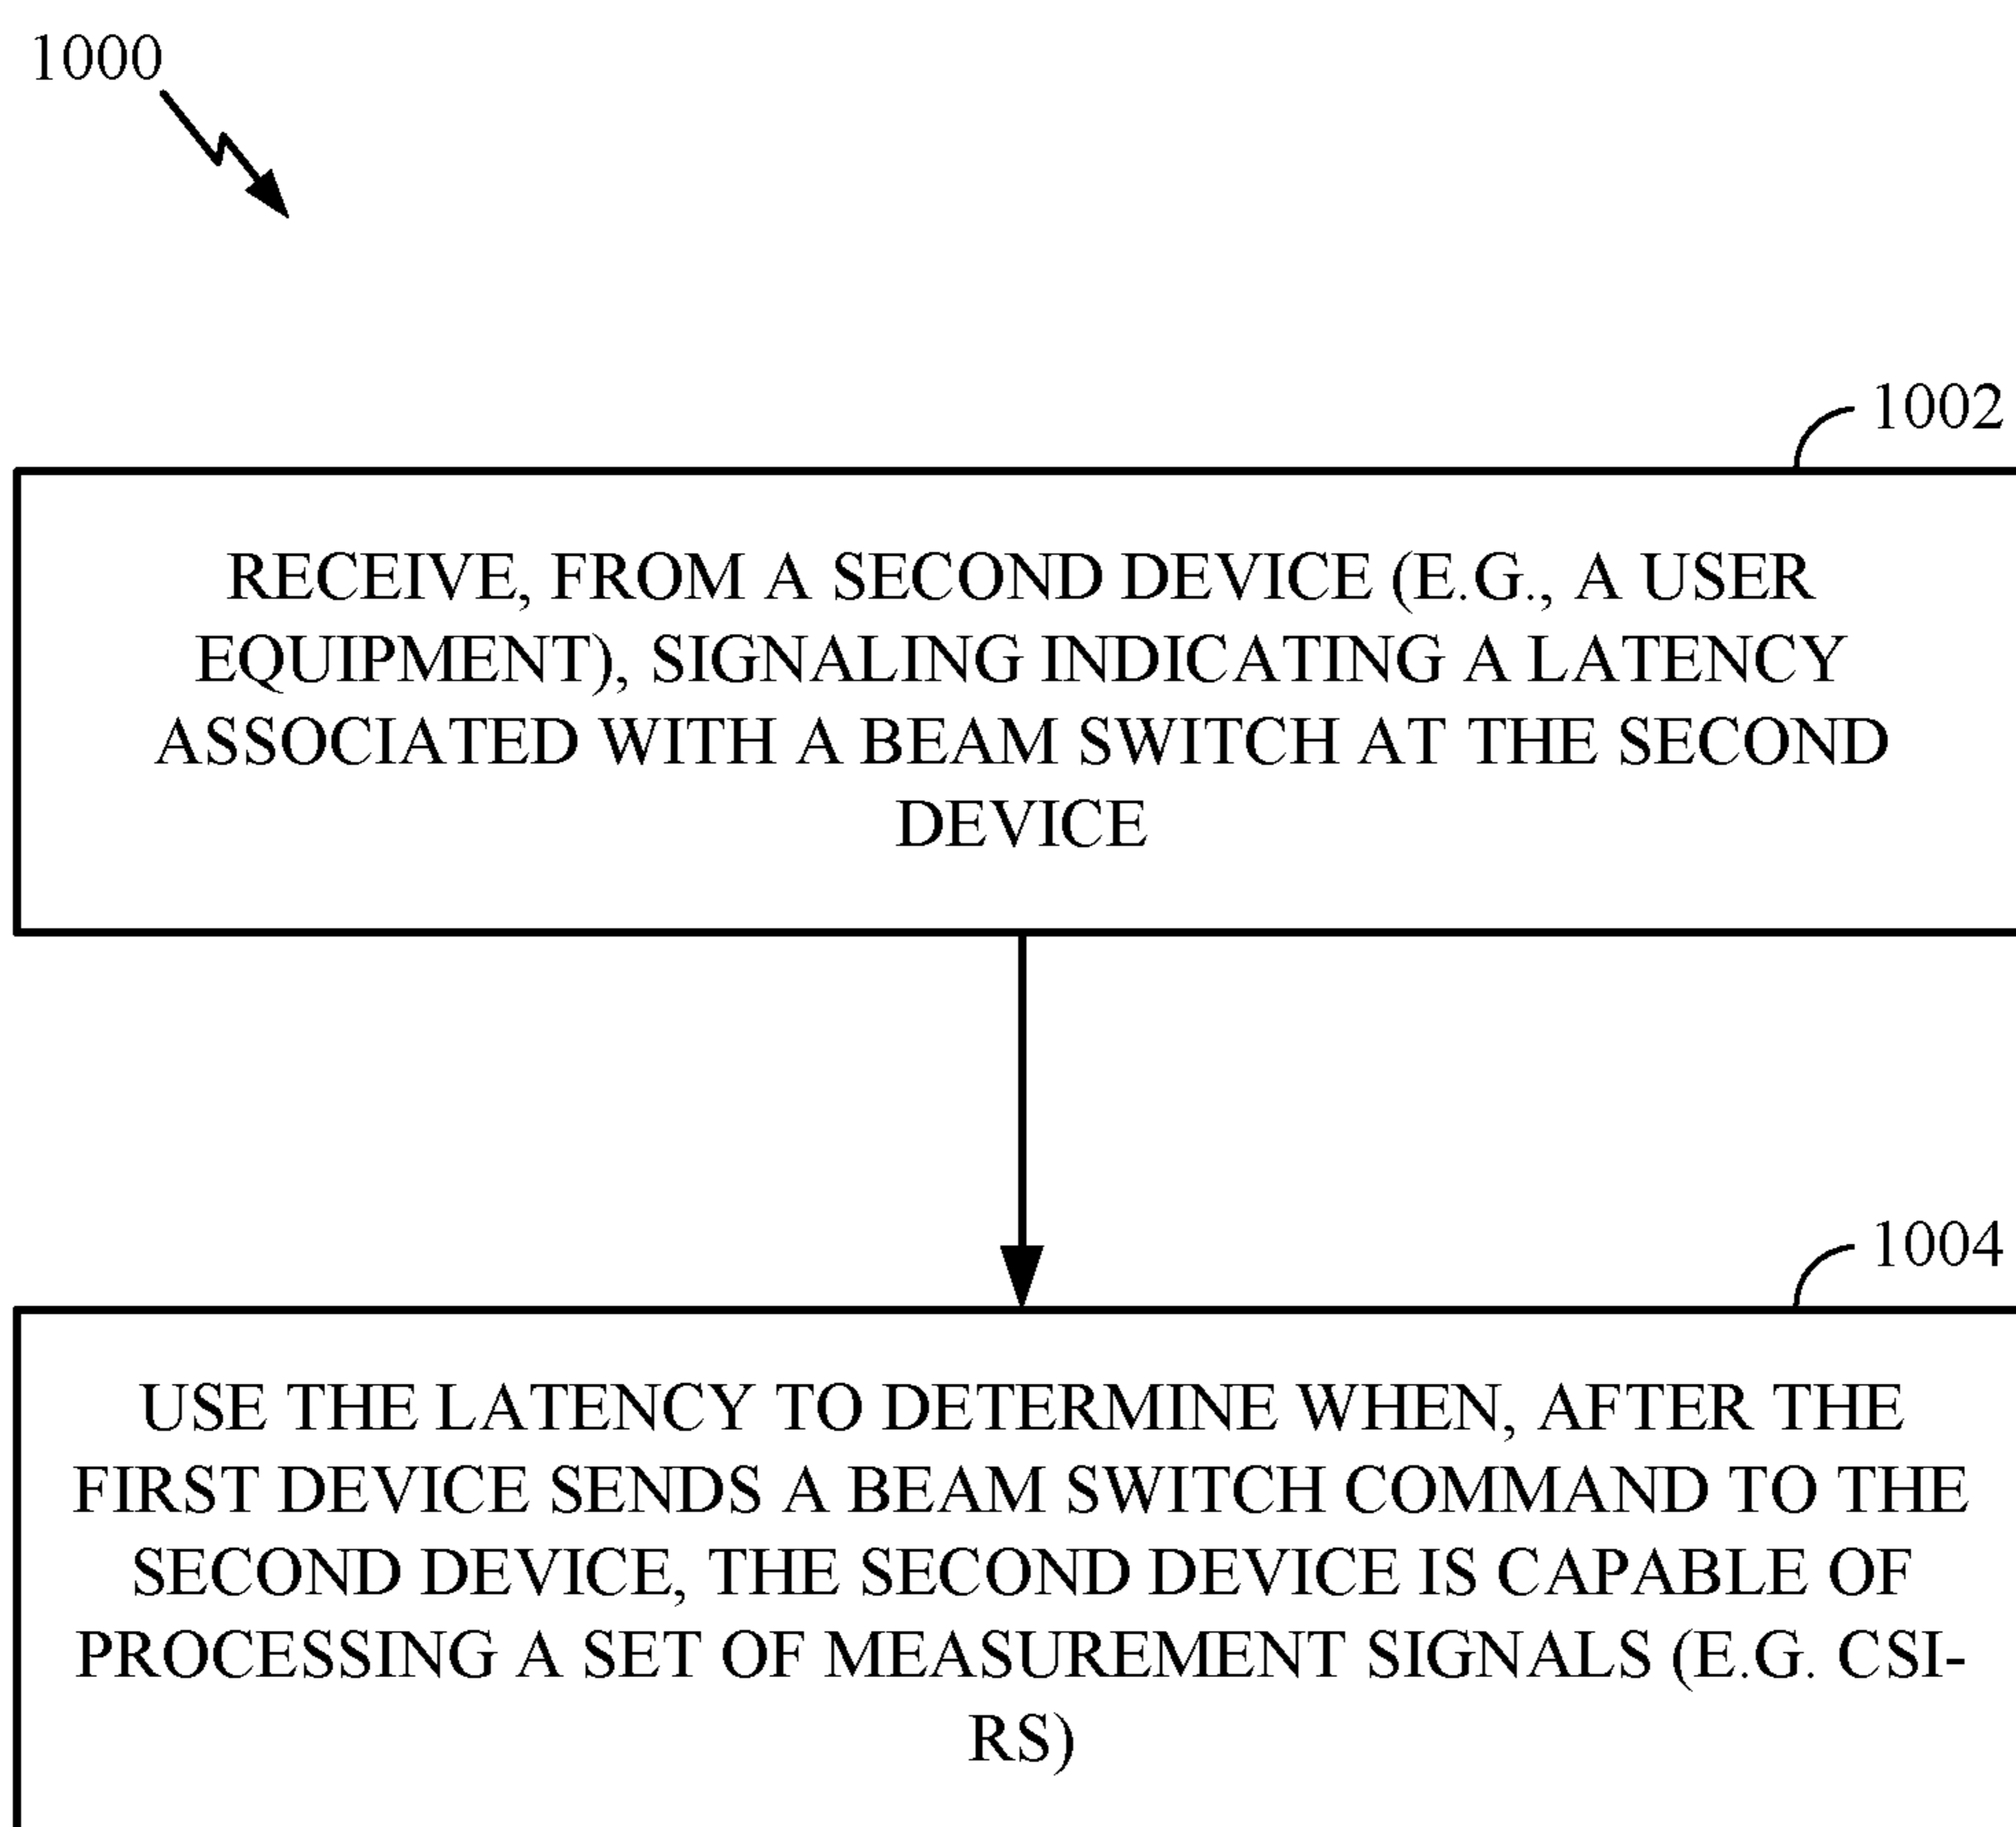 1000
1002
RECEIVE, FROM A SECOND DEVICE (E.G., A USER
EQUIPMENT), SIGNALING INDICATING A LATENCY
ASSOCIATED WITH A BEAM SWITCH AT THE SECOND
DEVICE
1004
USE THE LATENCY TO DETERMINE WHEN, AFTER THE
FIRST DEVICE SENDS A BEAM SWITCH COMMAND TO THE
SECOND DEVICE, THE SECOND DEVICE IS CAPABLE OF
PROCESSING A SET OF MEASUREMENT SIGNALS (E.G. CSI-
RS)